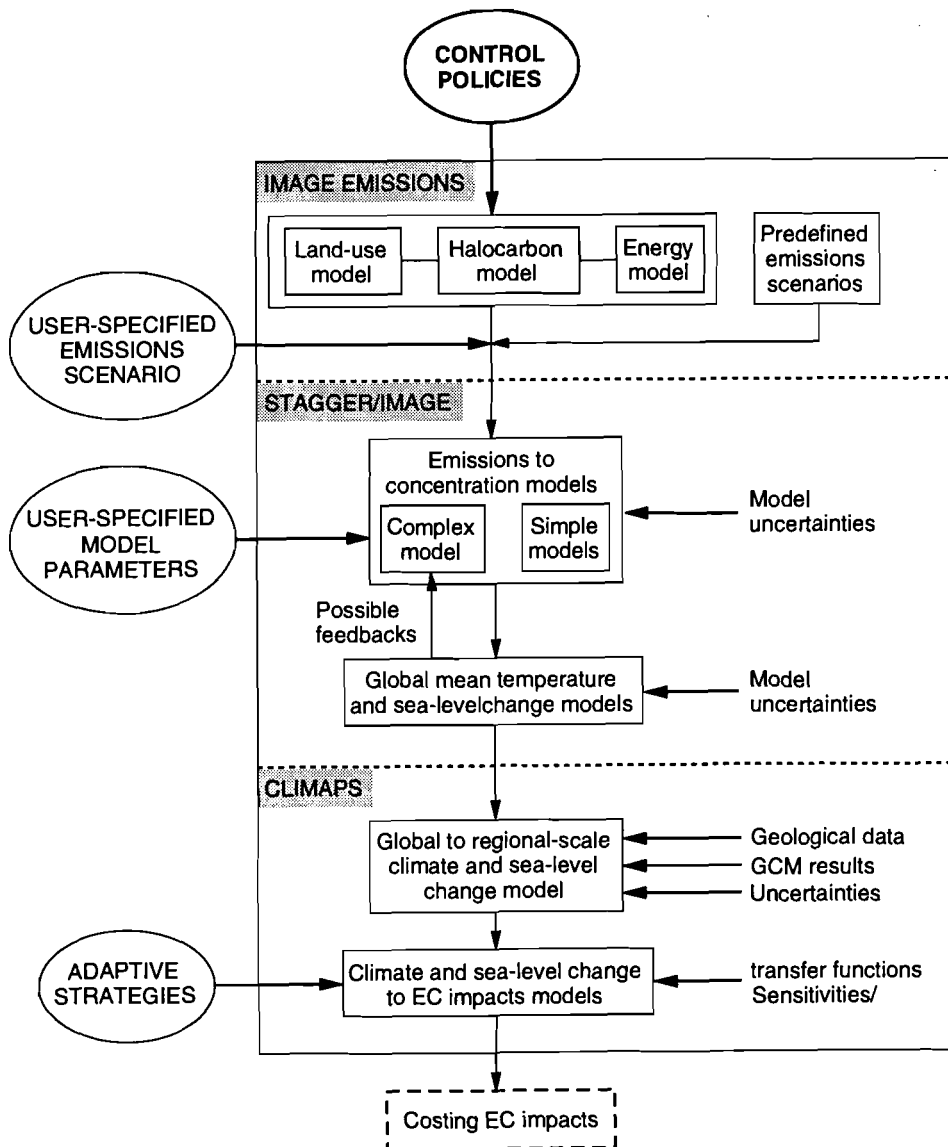 CONTROL
POLICIES
IMAGE EMISSIONS
Land-use
model
Halocarbon
model
Energy
model
Predefined
emissions
scenarios
USER-SPECIFIED
EMISSIONS
SCENARIO
STAGGER/IMAGE
Emissions to
concentration models
Complex
model
Simple
models
Model
uncertainties
USER-SPECIFIED
MODEL
PARAMETERS
Possible
feedbacks
Global mean temperature
and sea-levelchange models
Model
uncertainties
CLIMAPS
Global to regional-scale
climate and sea-level
change model
Geological data
GCM results
Uncertainties
ADAPTIVE
STRATEGIES
Climate and sea-level change
to EC impacts models
transfer functions
Sensitivities/
Costing EC impacts